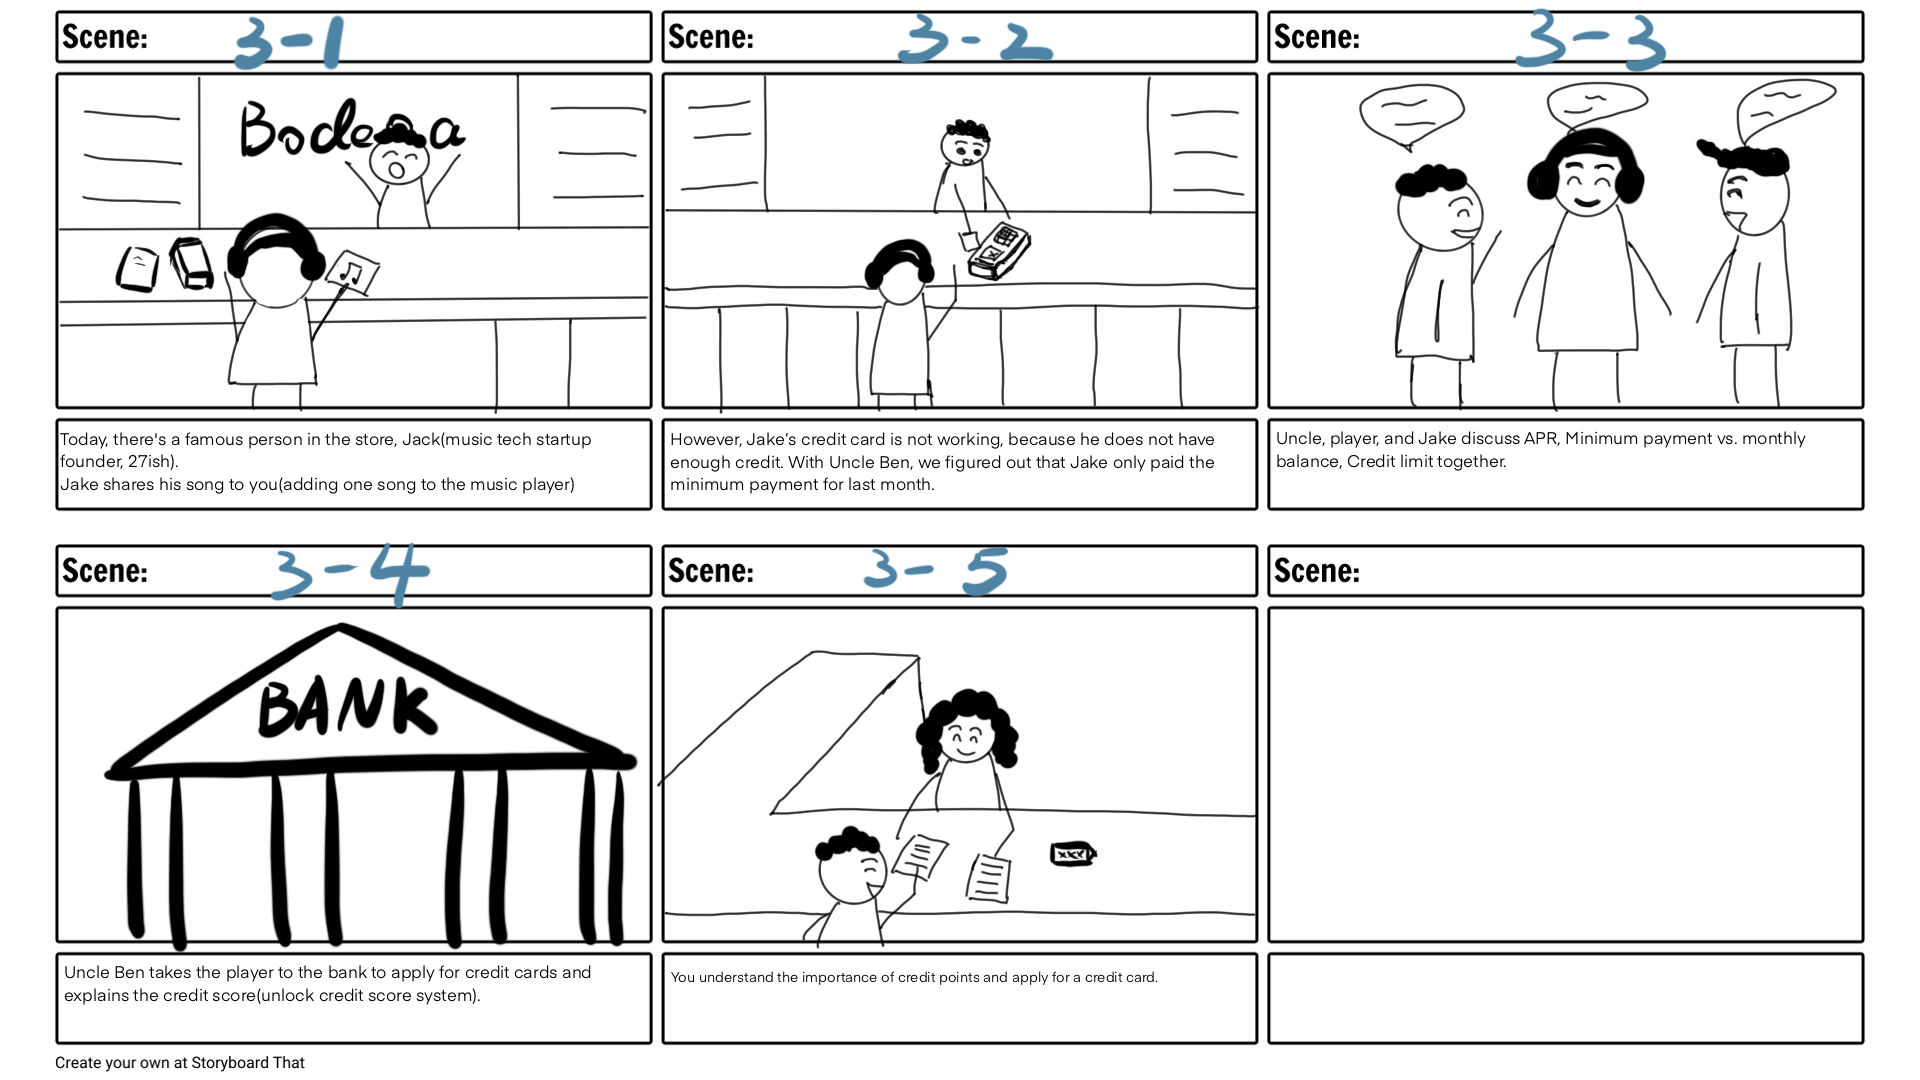 Scene: 3-1
Scene: 3-2
Scene: 3-3
Bode a
Today, there's a famous person in the store, Jack(music tech startup
founder, 27ish).
Jake shares his song to you(adding one song to the music player)
However, Jake’s credit card is not working, because he does not have
enough credit. With Uncle Ben, we figured out that Jake only paid the
minimum payment for last month.
Uncle, player, and Jake discuss APR, Minimum payment vs. monthly
balance, Credit limit together.
Scene: 3-4
Scene: 3-5
Scene:
BANK
xxx
Uncle Ben takes the player to the bank to apply for credit cards and
explains the credit score(unlock credit score system).
You understand the importance of credit points and apply for a credit card.
Create your own at Storyboard That